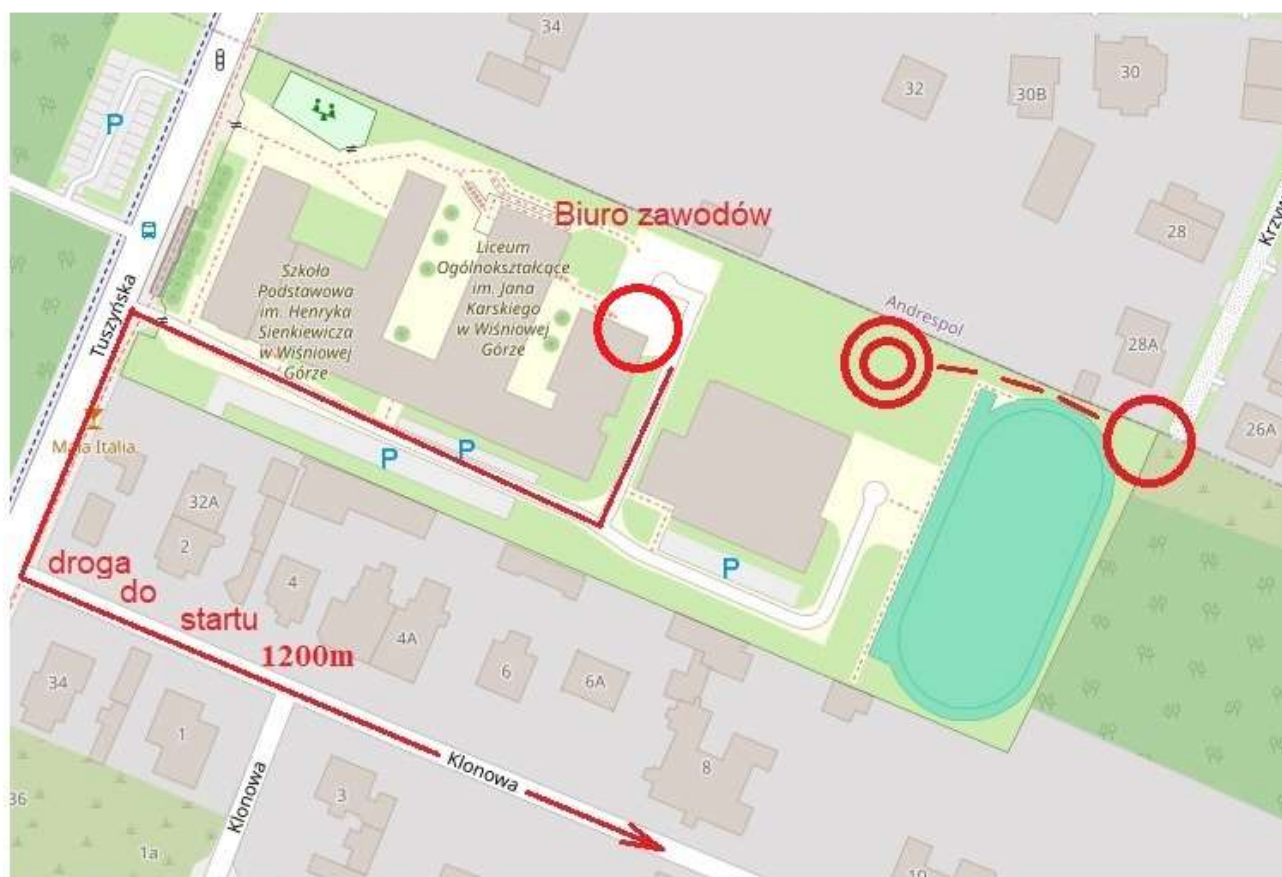 34
32
30B
30
28
Krzyw
P
Biuro zawodów
Szkoła
Podstawowa
im. Henryka
Sienkiewicza
w Wiśniowej
Górze
Liceum
Ogólnokształcące
im. Jana
Karskiego
w Wiśniowej
Górze
Andrespol
28A
26A
Tuszyńska
Mała Italia
P
P
P
32A
2
4
4A
6
6A
8
droga
do
startu
1200m
34
1
3
36
1a
Klonowa
Klonowa
10